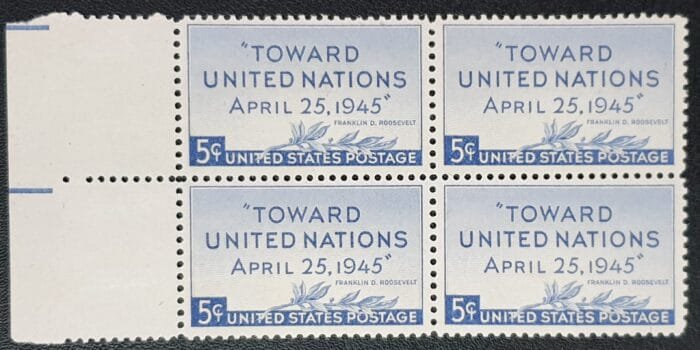 "TOWARD
UNITED NATIONS
APRIL 25, 1945"
FRANKLIN D. ROOSEVELT
5¢ UNITED STATES POSTAGE
"TOWARD
UNITED NATIONS
APRIL 25, 1945"
FRANKLIN D. ROOSEVELT
5¢ UNITED STATES POSTAGE
"TOWARD
UNITED NATIONS
APRIL 25, 1945"
FRANKLIN D. ROOSEVELT
5¢ UNITED STATES POSTAGE
"TOWARD
UNITED NATIONS
APRIL 25, 1945"
FRANKLIN D. ROOSEVELT
5¢ UNITED STATES POSTAGE